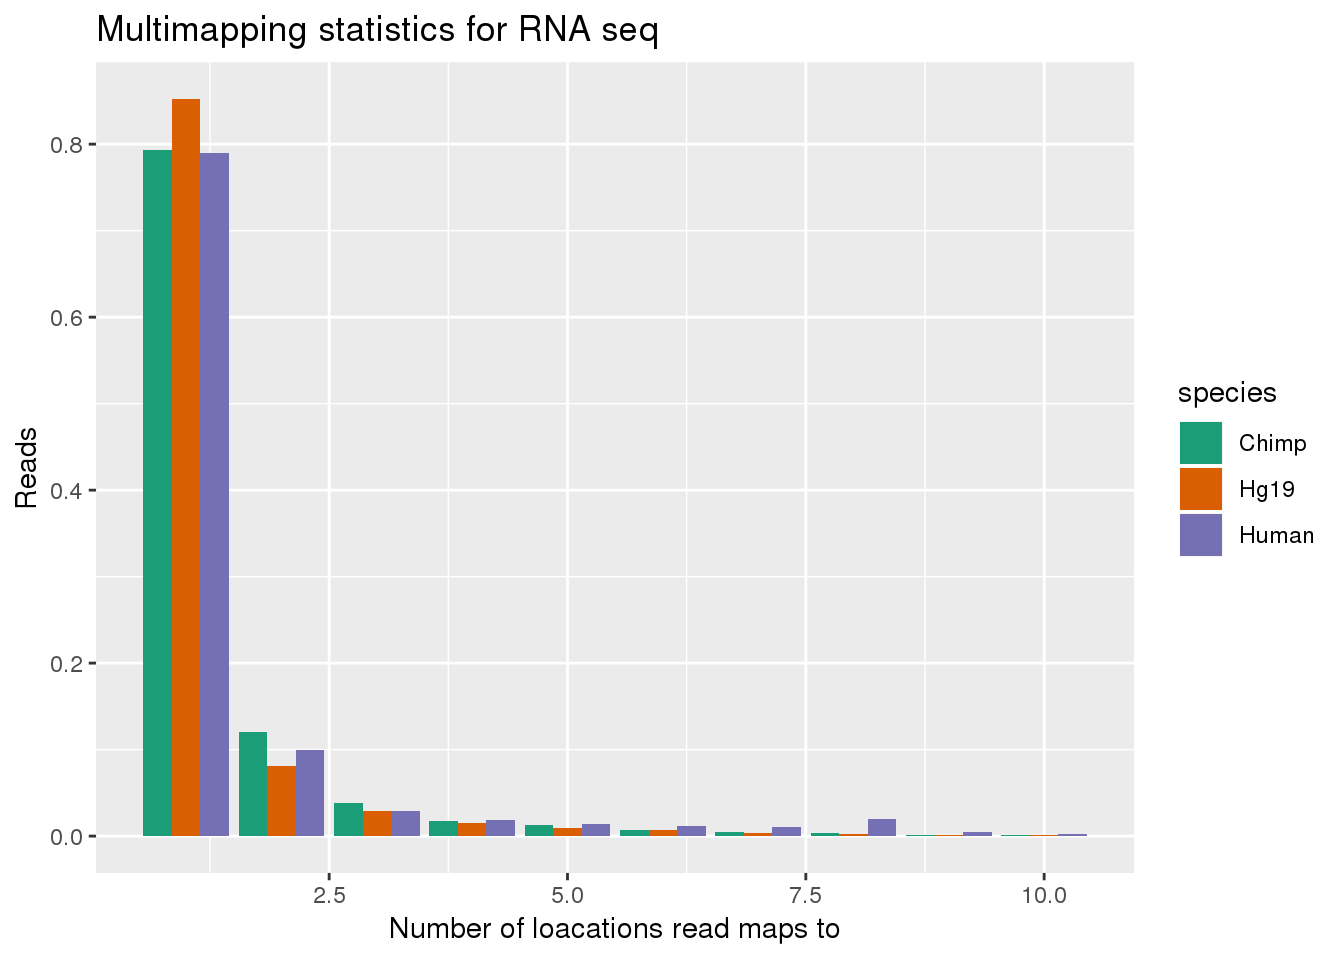 Multimapping statistics for RNA seq
Reads
0.8
0.6
0.4
0.2
0.0
2.5 5.0 7.5 10.0
Number of loacations read maps to
species
Chimp
Hg19
Human